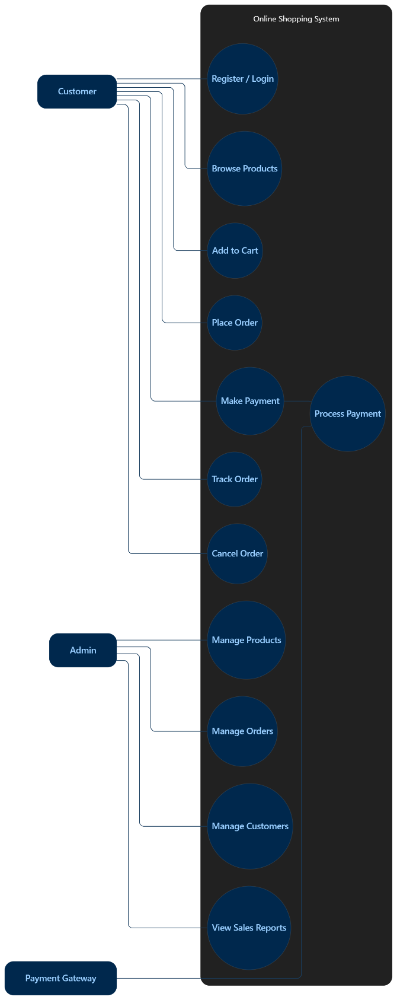 Online Shopping System
Register / Login
Customer
Browse Products
Add to Cart
Place Order
Make Payment
Process Payment
Track Order
Cancel Order
Manage Products
Admin
Manage Orders
Manage Customers
View Sales Reports
Payment Gateway